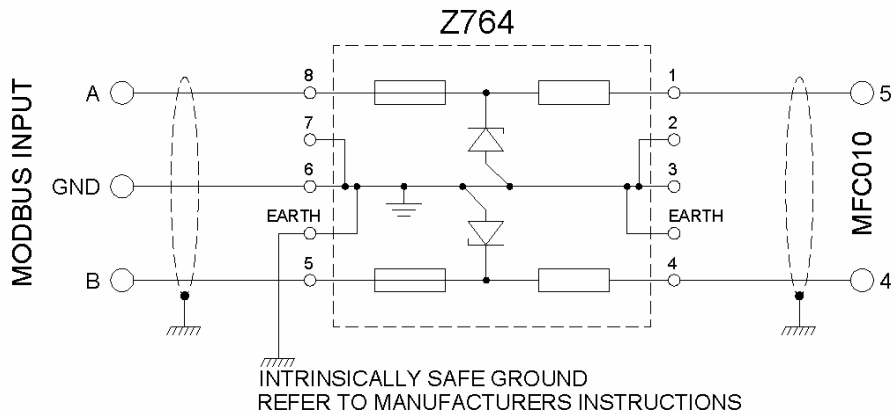 Z764
MODBUS INPUT
A
8
1
5
7
2
GND
6
3
EARTH
EARTH
MFC010
B
5
4
4
INTRINSICALLY SAFE GROUND
REFER TO MANUFACTURERS INSTRUCTIONS